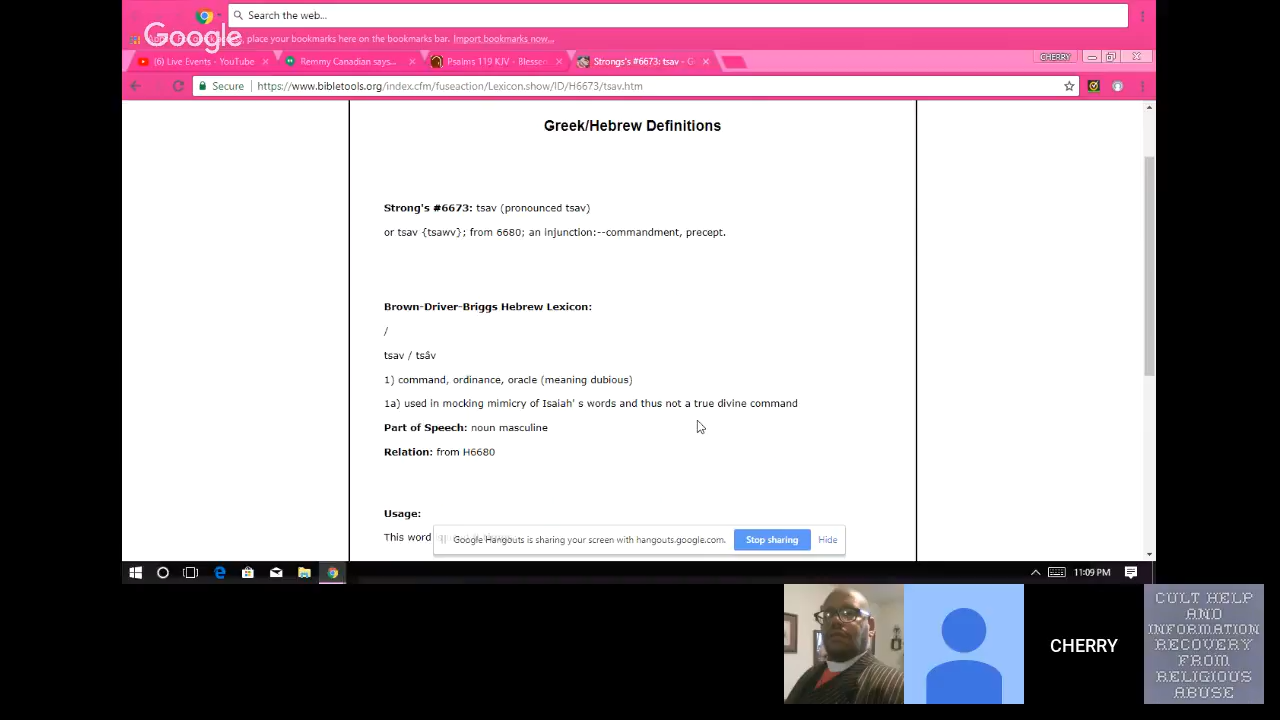 Search the web...
Google
place your bookmarks here on the bookmarks bar. Import bookmarks now...
(6) Live Events - YouTube
Remmy Canadian says...
Psalms 119 KJV - Blessed
Strongs's #6673: tsav - G
CHERRY
Secure
https://www.bibletools.org/index.cfm/fuseaction/Lexicon.show/ID/H6673/tsav.htm
Greek/Hebrew Definitions
Strong's #6673: tsav (pronounced tsav)
or tsav {tsawv}; from 6680; an injunction:--commandment, precept.
Brown-Driver-Briggs Hebrew Lexicon:
/
tsav / tsâv
1) command, ordinance, oracle (meaning dubious)
1a) used in mocking mimicry of Isaiah' s words and thus not a true divine command
Part of Speech: noun masculine
Relation: from H6680
Usage:
This word
Google Hangouts is sharing your screen with hangouts.google.com.
Stop sharing
Hide
11:09 PM
CHERRY
CULT HELP
AND
INFORMATION
RECOVERY
FROM
RELIGIOUS
ABUSE